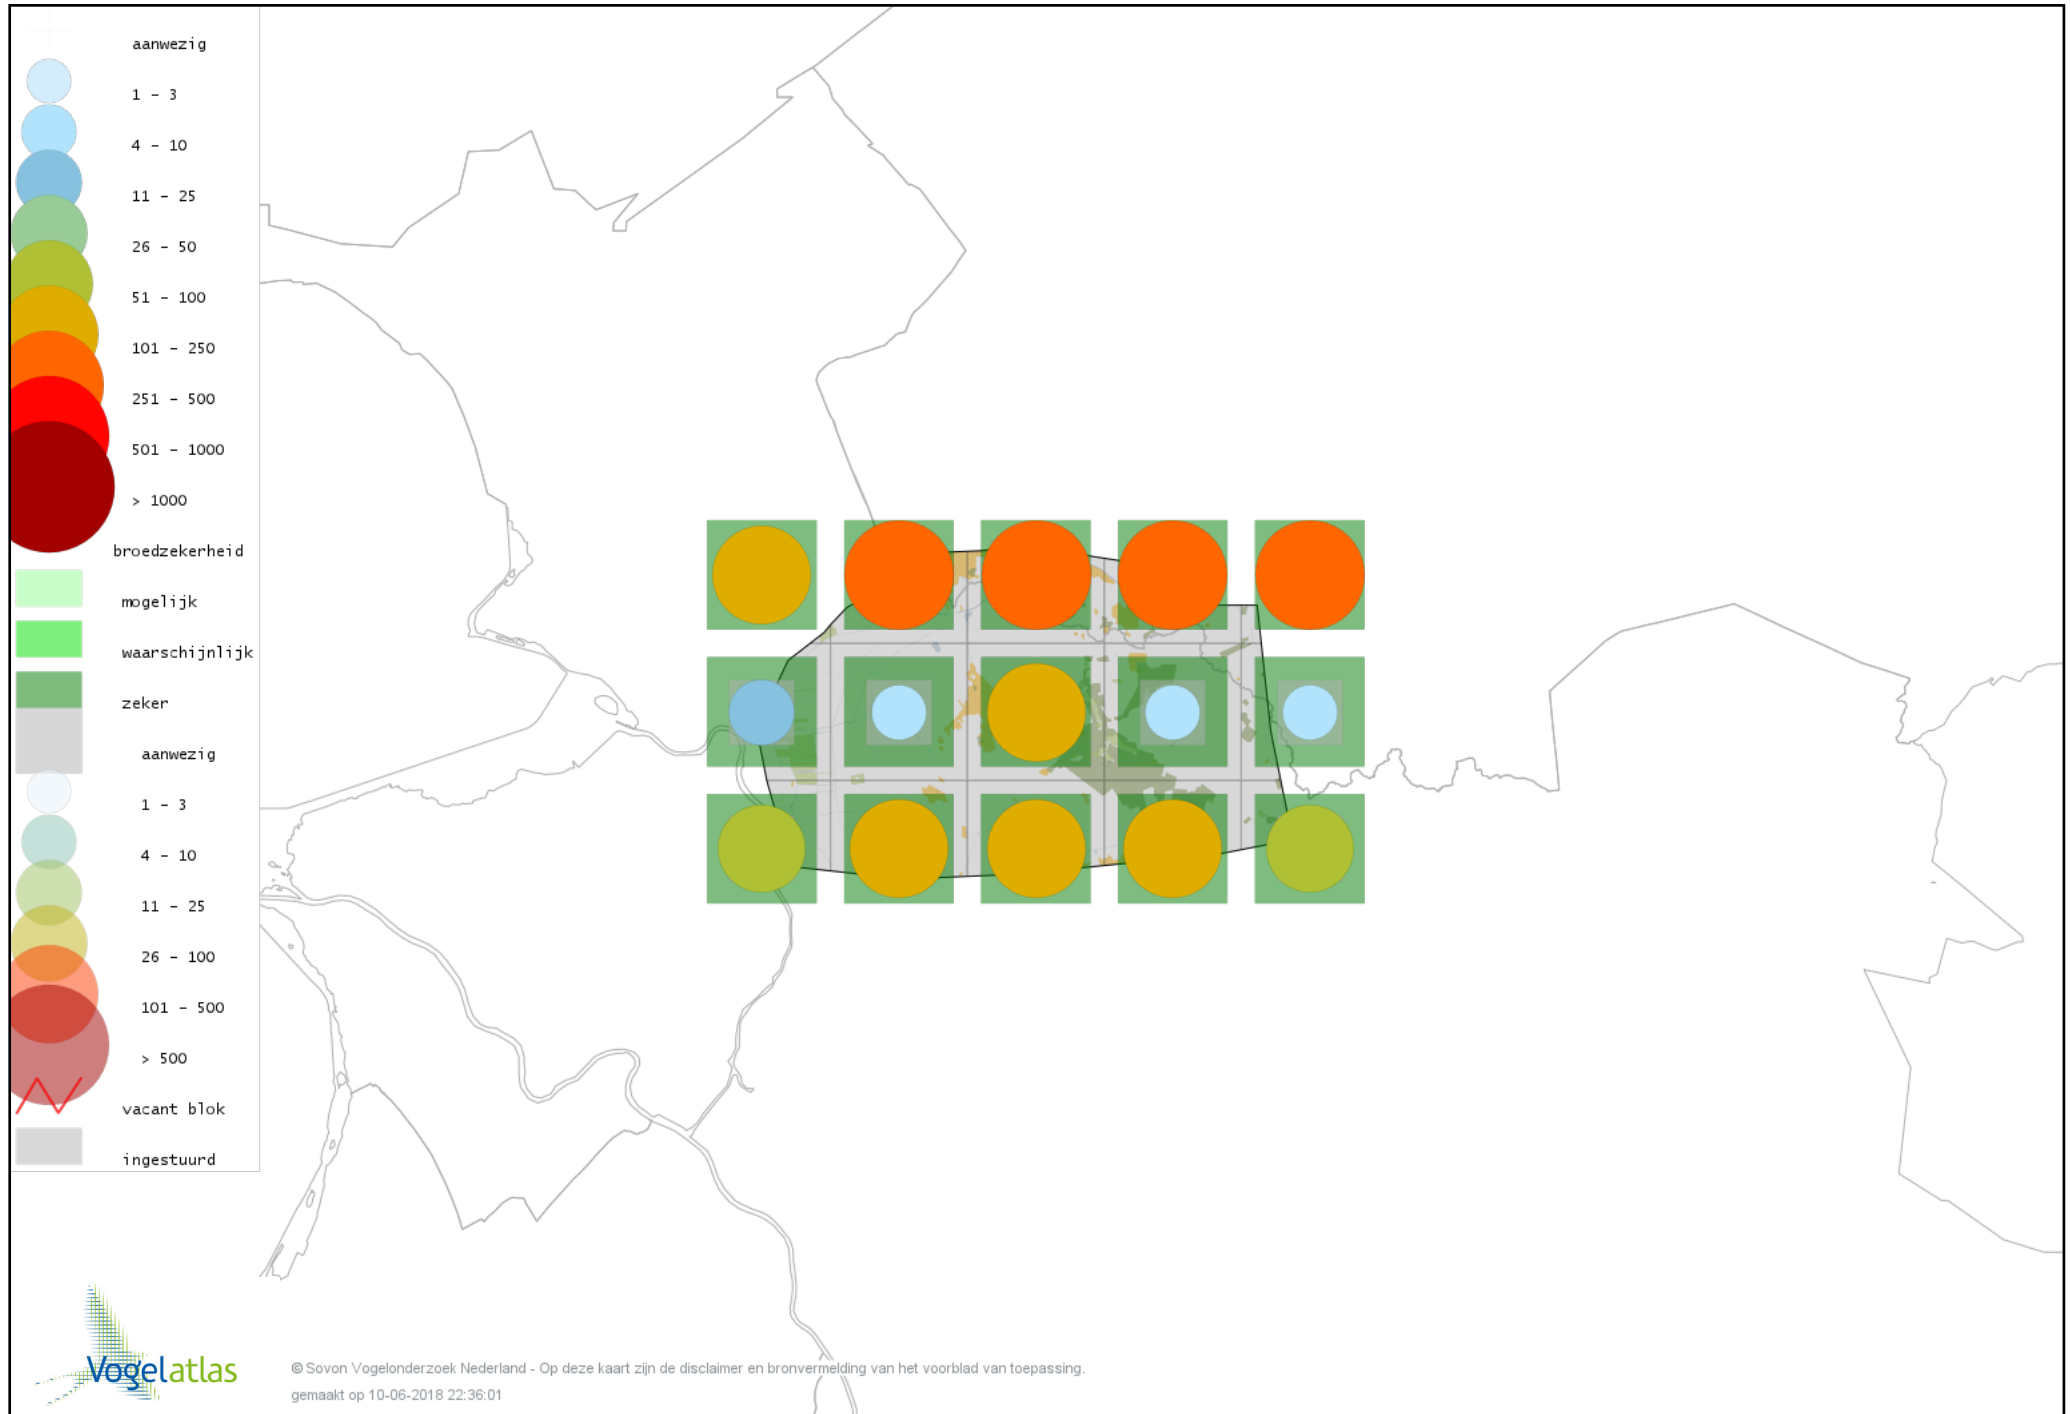 aanwezig
1 - 3
4 - 10
11 - 25
26 - 50
51 - 100
101 - 250
251 - 500
501 - 1000
> 1000
broedzekerheid
mogelijk
waarschijnlijk
zeker
aanwezig
1 - 3
4 - 10
11 - 25
26 - 100
101 - 500
> 500
vacant blok
ingestuurd
Vogelatlas
© Sovon Vogelonderzoek Nederland - Op deze kaart zijn de disclaimer en bronvermelding van het voorblad van toepassing.
gemaakt op 10-06-2018 22:36:01